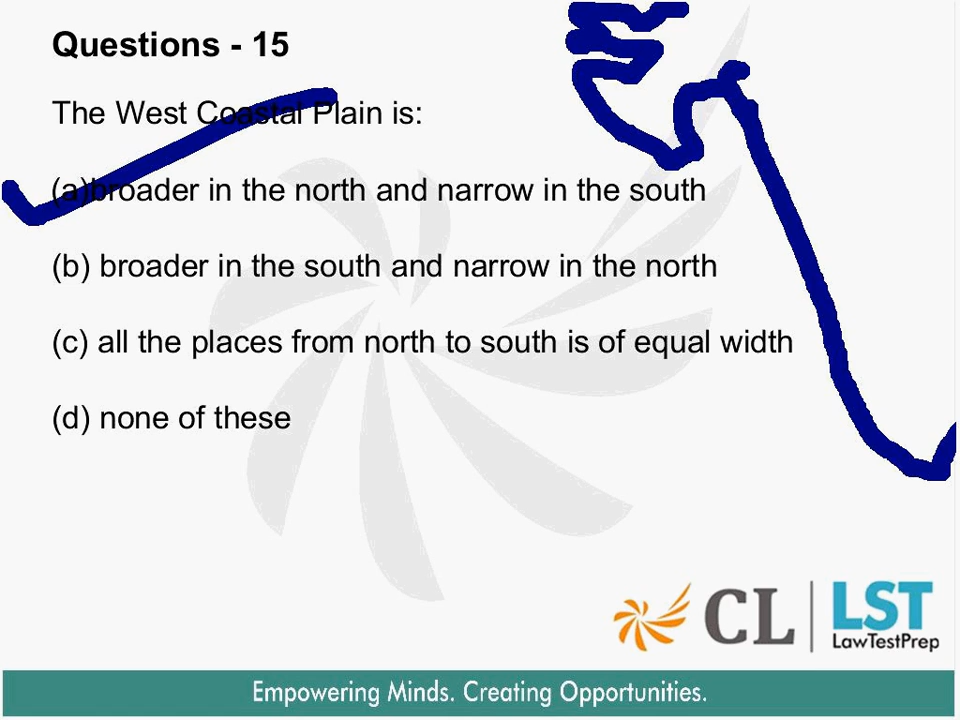 Questions - 15
The West Coastal Plain is:
(a)broader in the north and narrow in the south
(b) broader in the south and narrow in the north
(c) all the places from north to south is of equal width
(d) none of these
CL LST
LawTestPrep
Empowering Minds. Creating Opportunities.